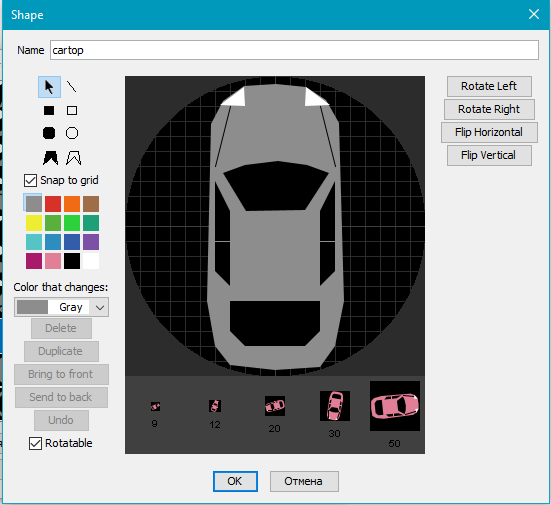 Shape
Name cartop
Rotate Left
Rotate Right
Flip Horizontal
Flip Vertical
Snap to grid
Color that changes:
Gray
Delete
Duplicate
Bring to front
Send to back
Undo
Rotatable
9 12 20 30 50
OK Отмена